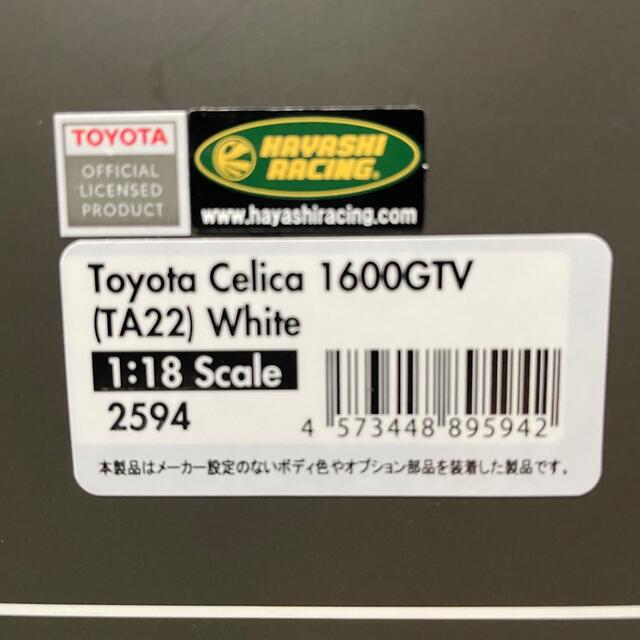 TOYOTA
OFFICIAL
LICENSED
PRODUCT
HAYASHI
RACING®
www.hayashiracing.com
Toyota Celica 1600GTV
(TA22) White
1:18 Scale
2594
4 573448 895942
本製品はメーカー設定のないボディ色やオプション部品を装着した製品です。